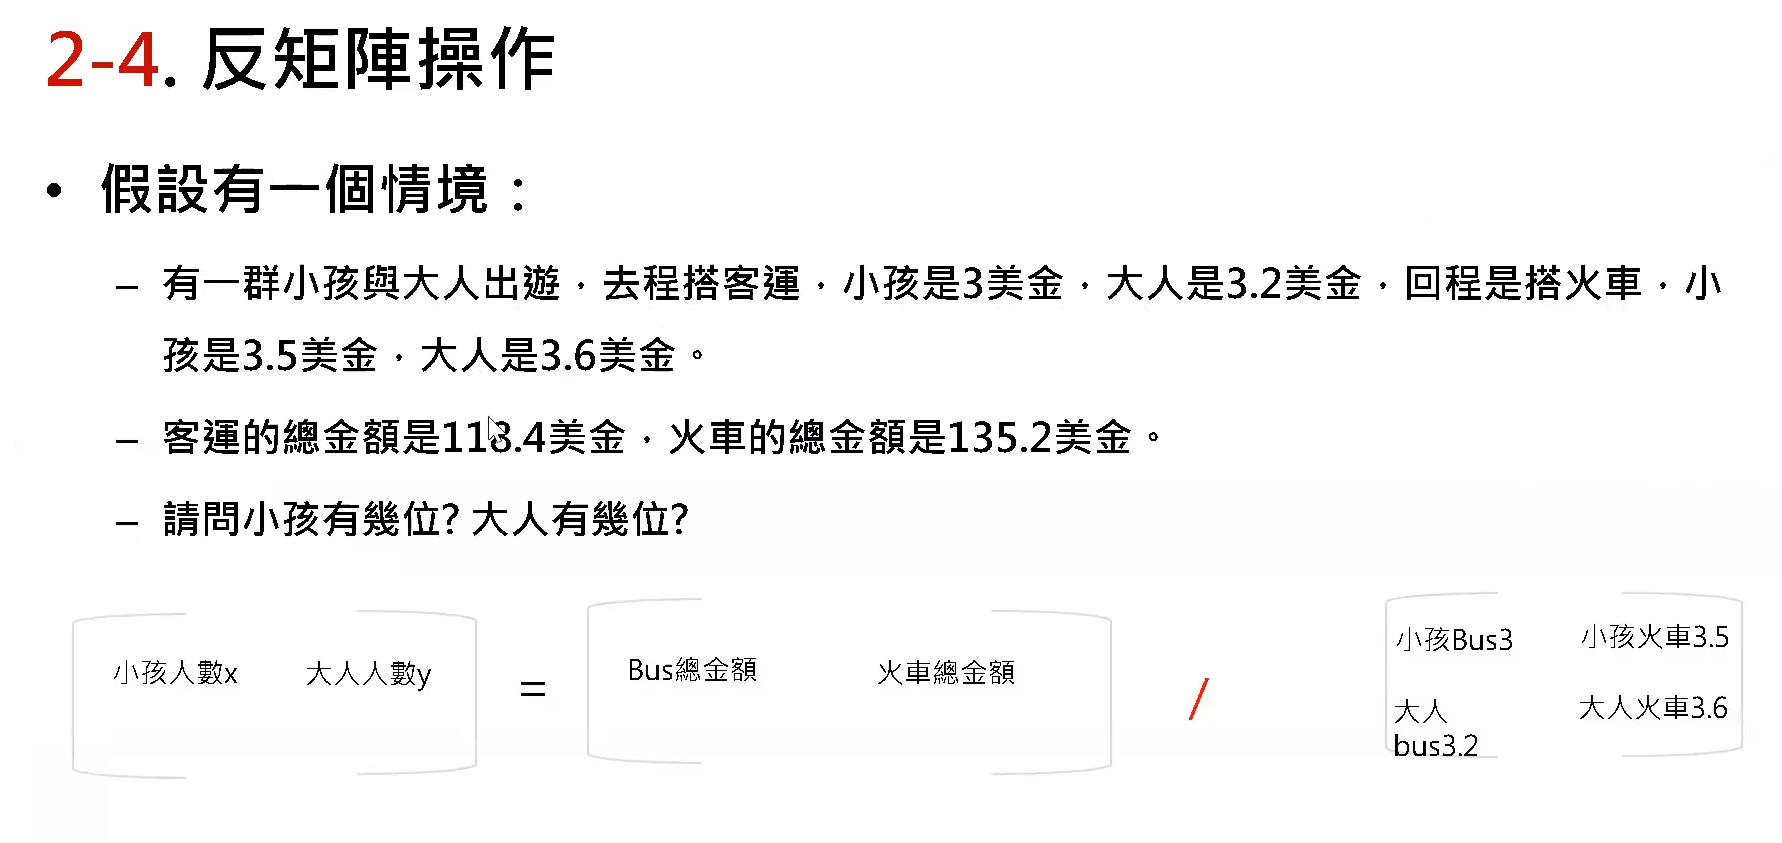 2-4. 反矩陣操作
• 假設有一個情境：
– 有一群小孩與大人出遊，去程搭客運，小孩是3美金，大人是3.2美金，回程是搭火車，小
孩是3.5美金，大人是3.6美金。
– 客運的總金額是118.4美金，火車的總金額是135.2美金。
– 請問小孩有幾位? 大人有幾位?
小孩人數x 大人人數y = Bus總金額 火車總金額 /
小孩Bus3 小孩火車3.5
大人 大人火車3.6
bus3.2